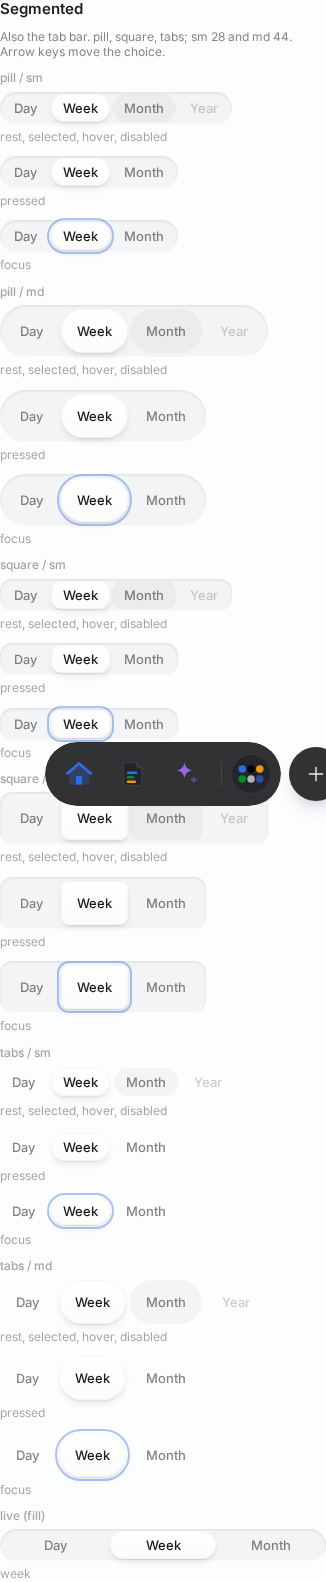 Segmented
Also the tab bar. pill, square, tabs; sm 28 and md 44.
Arrow keys move the choice.
pill / sm
Day Week Month Year
rest, selected, hover, disabled
Day Week Month
pressed
Day Week Month
focus
pill / md
Day Week Month Year
rest, selected, hover, disabled
Day Week Month
pressed
Day Week Month
focus
square / sm
Day Week Month Year
rest, selected, hover, disabled
Day Week Month
pressed
Day Week Month
focus
square /
Day Week Month Year
rest, selected, hover, disabled
Day Week Month
pressed
Day Week Month
focus
tabs / sm
Day Week Month Year
rest, selected, hover, disabled
Day Week Month
pressed
Day Week Month
focus
tabs / md
Day Week Month Year
rest, selected, hover, disabled
Day Week Month
pressed
Day Week Month
focus
live (fill)
Day Week Month
week